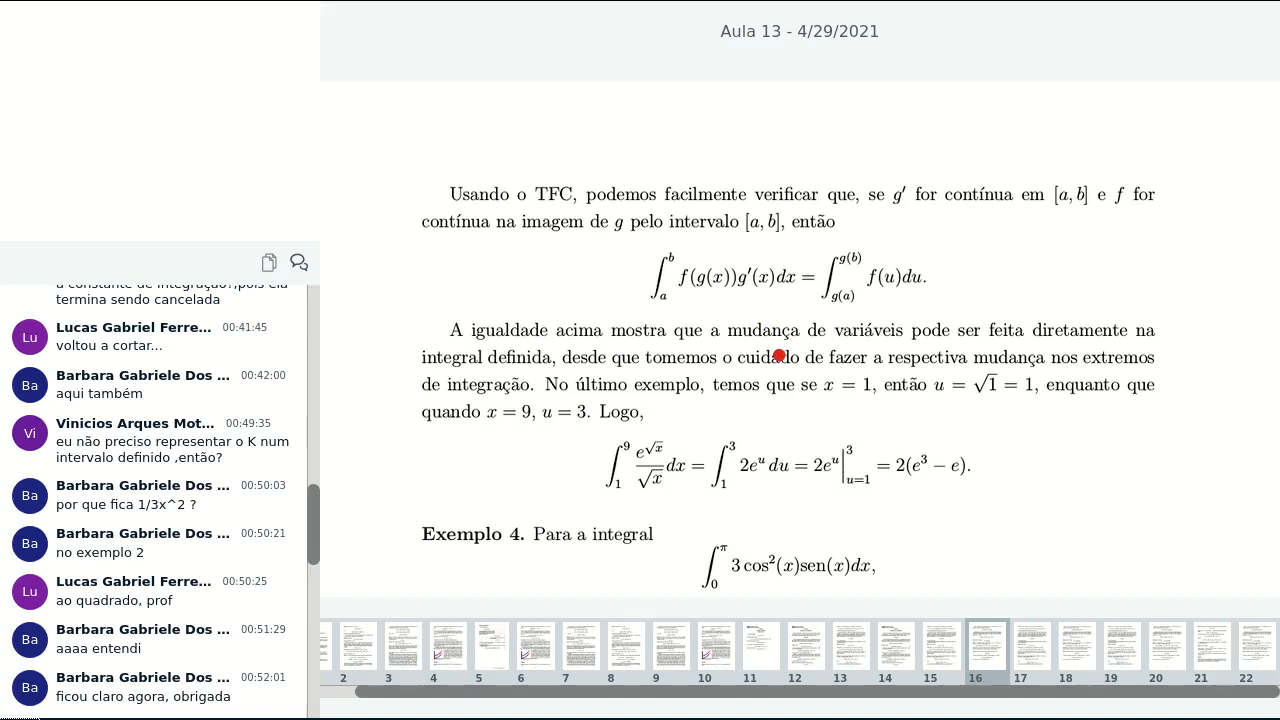 Aula 13 - 4/29/2021
a constante de integração?,pois ela
termina sendo cancelada
Lu Lucas Gabriel Ferre... 00:41:45
voltou a cortar...
Ba Barbara Gabriele Dos ... 00:42:00
aqui também
Vi Vinicios Arques Mot... 00:49:35
eu não preciso representar o K num
intervalo definido ,então?
Ba Barbara Gabriele Dos ... 00:50:03
por que fica 1/3x^2 ?
Ba Barbara Gabriele Dos ... 00:50:21
no exemplo 2
Lu Lucas Gabriel Ferre... 00:50:25
ao quadrado, prof
Ba Barbara Gabriele Dos ... 00:51:29
aaaa entendi
Ba Barbara Gabriele Dos ... 00:52:01
ficou claro agora, obrigada
Usando o TFC, podemos facilmente verificar que, se g′ for contínua em [a, b] e f for
contínua na imagem de g pelo intervalo [a, b], então
∫_a^b f(g(x))g′(x)dx = ∫_{g(a)}^{g(b)} f(u)du.
A igualdade acima mostra que a mudança de variáveis pode ser feita diretamente na
integral definida, desde que tomemos o cuidado de fazer a respectiva mudança nos extremos
de integração. No último exemplo, temos que se x = 1, então u = √1 = 1, enquanto que
quando x = 9, u = 3. Logo,
∫_1^9 e^{√x}/√x dx = ∫_1^3 2e^u du = 2e^u |_{u=1}^3 = 2(e^3 − e).
Exemplo 4. Para a integral
∫_0^π 3 cos²(x)sen(x)dx,
2 3 4 5 6 7 8 9 10 11 12 13 14 15 16 17 18 19 20 21 22